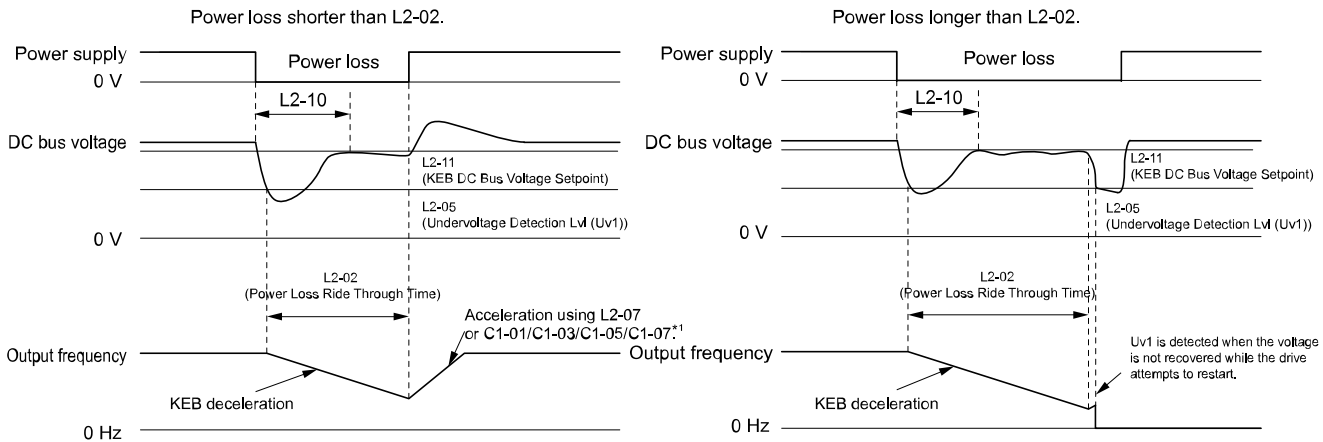 Power loss shorter than L2-02.
Power supply
Power loss
0 V
L2-10
DC bus voltage
L2-11
(KEB DC Bus Voltage Setpoint)
L2-05
(Undervoltage Detection Lvl (Uv1))
0 V
L2-02
(Power Loss Ride Through Time)
Acceleration using L2-07
or C1-01/C1-03/C1-05/C1-07.*1
Output frequency
KEB deceleration
0 Hz
Power loss longer than L2-02.
Power supply
Power loss
0 V
L2-10
DC bus voltage
L2-11
(KEB DC Bus Voltage Setpoint)
L2-05
(Undervoltage Detection Lvl (Uv1))
0 V
L2-02
(Power Loss Ride Through Time)
Output frequency
Uv1 is detected when the voltage
is not recovered while the drive
attempts to restart.
KEB deceleration
0 Hz